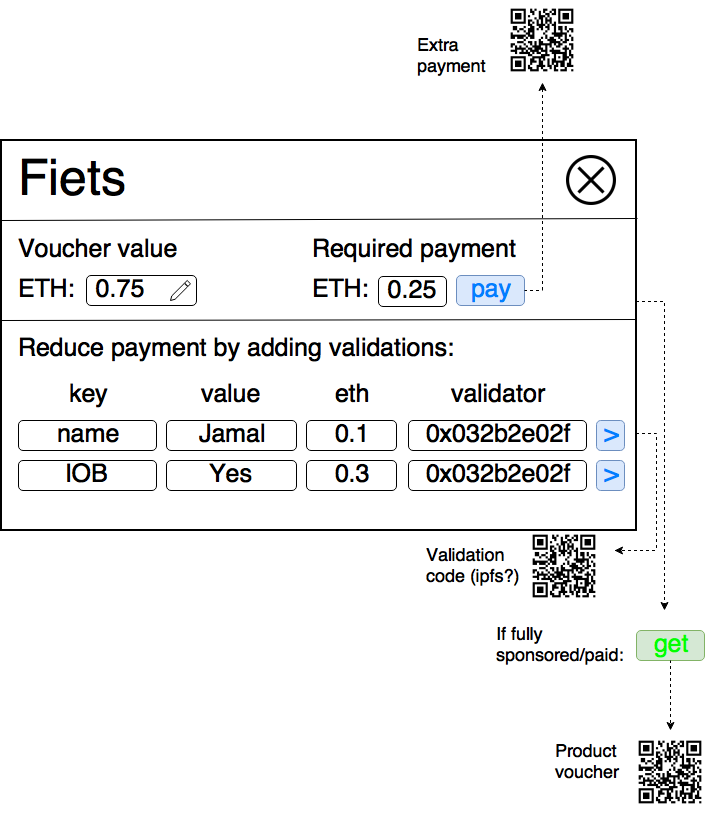 Extra
payment
Fiets
Voucher value
Required payment
ETH: 0.75
ETH: 0.25 pay
Reduce payment by adding validations:
key value eth validator
name Jamal 0.1 0x032b2e02f >
IOB Yes 0.3 0x032b2e02f >
Validation
code (ipfs?)
If fully
sponsored/paid:
get
Product
voucher